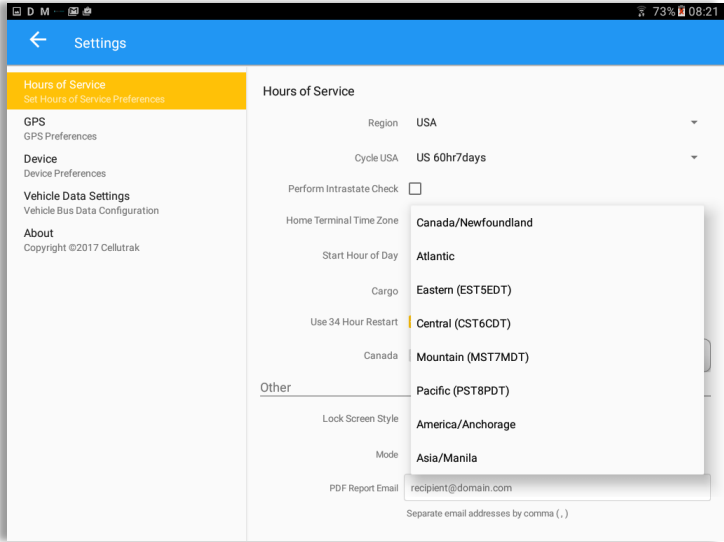 D M 73% 08:21
Settings
Hours of Service
Set Hours of Service Preferences
GPS
GPS Preferences
Device
Device Preferences
Vehicle Data Settings
Vehicle Bus Data Configuration
About
Copyright ©2017 Cellutrak
Hours of Service
Region USA
Cycle USA US 60hr7days
Perform Intrastate Check
Home Terminal Time Zone
Canada/Newfoundland
Start Hour of Day
Atlantic
Cargo
Eastern (EST5EDT)
Use 34 Hour Restart
Central (CST6CDT)
Canada
Mountain (MST7MDT)
Other
Pacific (PST8PDT)
Lock Screen Style
America/Anchorage
Mode
Asia/Manila
PDF Report Email recipient@domain.com
Separate email addresses by comma ( , )